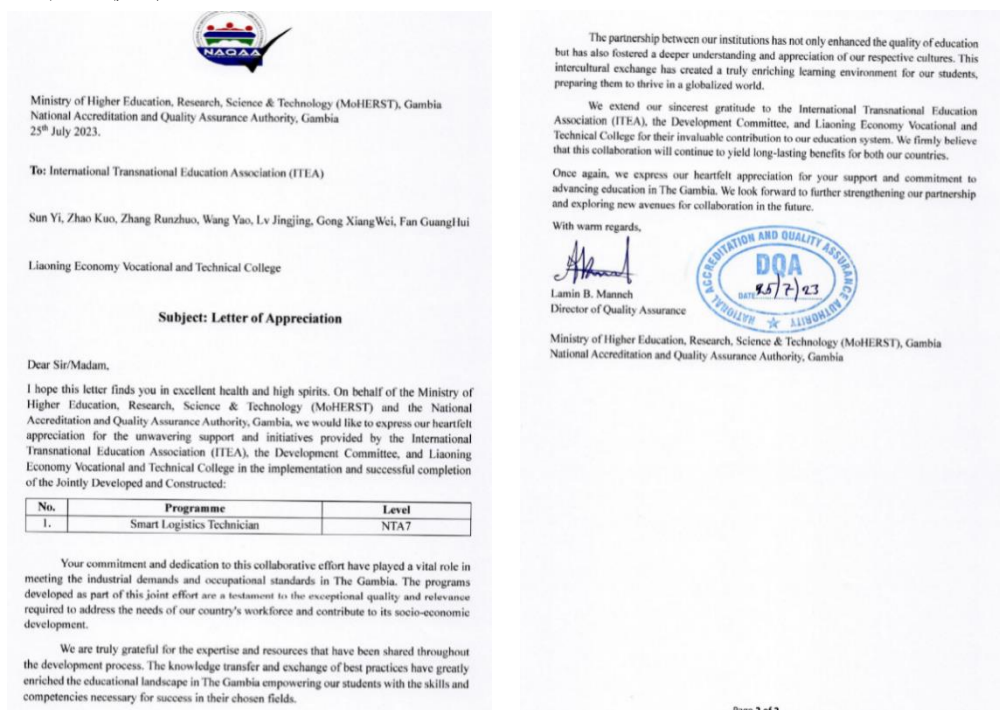 NAQAA
Ministry of Higher Education, Research, Science & Technology (MoHERST), Gambia
National Accreditation and Quality Assurance Authority, Gambia
25th July 2023.
To: International Transnational Education Association (ITEA)
Sun Yi, Zhao Kuo, Zhang Runzhuo, Wang Yao, Lv Jingjing, Gong XiangWei, Fan GuangHui
Liaoning Economy Vocational and Technical College
Subject: Letter of Appreciation
Dear Sir/Madam,
I hope this letter finds you in excellent health and high spirits. On behalf of the Ministry of
Higher Education, Research, Science & Technology (MoHERST) and the National
Accreditation and Quality Assurance Authority, Gambia, we would like to express our heartfelt
appreciation for the unwavering support and initiatives provided by the International
Transnational Education Association (ITEA), the Development Committee, and Liaoning
Economy Vocational and Technical College in the implementation and successful completion
of the Jointly Developed and Constructed:
No. Programme Level
1. Smart Logistics Technician NTA7
Your commitment and dedication to this collaborative effort have played a vital role in
meeting the industrial demands and occupational standards in The Gambia. The programs
developed as part of this joint effort are a testament to the exceptional quality and relevance
required to address the needs of our country's workforce and contribute to its socio-economic
development.
We are truly grateful for the expertise and resources that have been shared throughout
the development process. The knowledge transfer and exchange of best practices have greatly
enriched the educational landscape in The Gambia empowering our students with the skills and
competencies necessary for success in their chosen fields.
The partnership between our institutions has not only enhanced the quality of education
but has also fostered a deeper understanding and appreciation of our respective cultures. This
intercultural exchange has created a truly enriching learning environment for our students,
preparing them to thrive in a globalized world.
We extend our sincerest gratitude to the International Transnational Education
Association (ITEA), the Development Committee, and Liaoning Economy Vocational and
Technical College for their invaluable contribution to our education system. We firmly believe
that this collaboration will continue to yield long-lasting benefits for both our countries.
Once again, we express our heartfelt appreciation for your support and commitment to
advancing education in The Gambia. We look forward to further strengthening our partnership
and exploring new avenues for collaboration in the future.
With warm regards,
NATIONAL ACCREDITATION AND QUALITY ASSURANCE AUTHORITY
DQA
DATE 25/7/23
Lamin B. Manneh
Director of Quality Assurance
Ministry of Higher Education, Research, Science & Technology (MoHERST), Gambia
National Accreditation and Quality Assurance Authority, Gambia